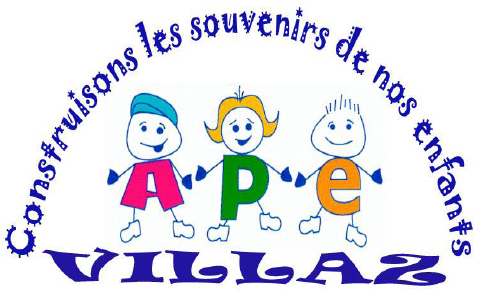 Construisons les souvenirs de nos enfants
APe
VILLAZ